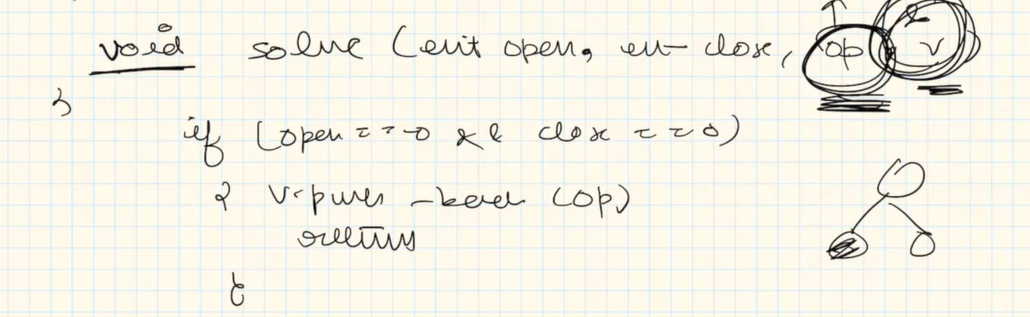 void solve (int open, int close, op, v)
{
if (open == 0 && close == 0)
{ v.push_back (op)
return
}